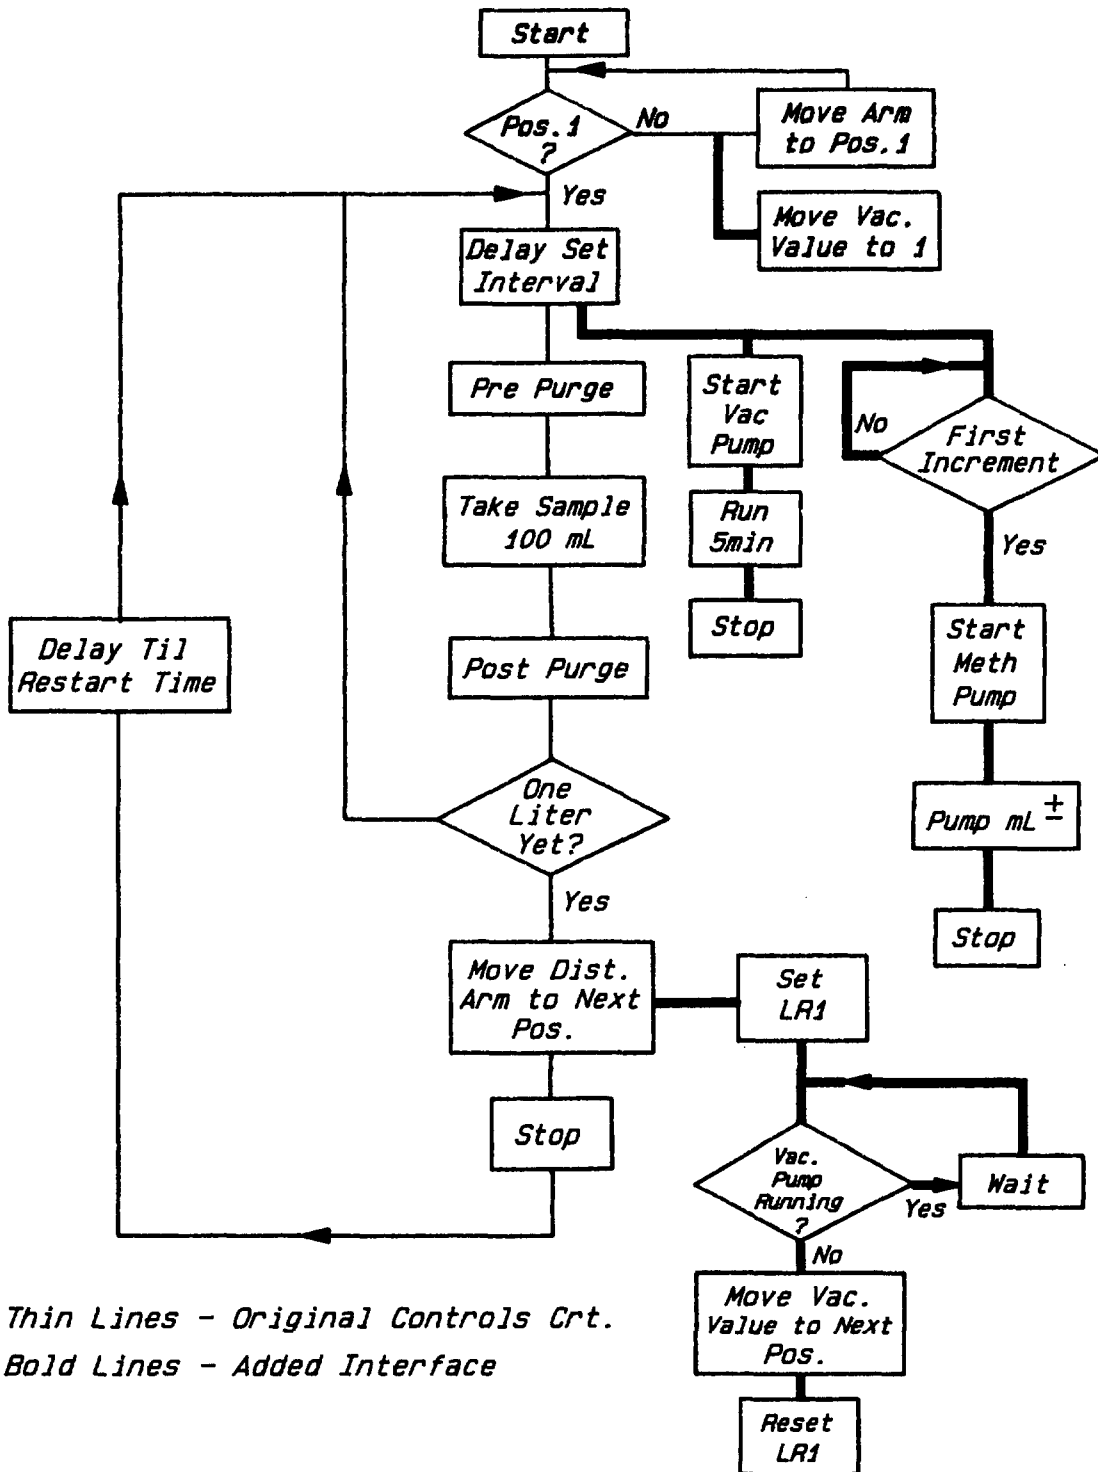 Start
Pos.1
?
No
Move Arm
to Pos.1
Yes
Move Vac.
Value to 1
Delay Set
Interval
Pre Purge
Start
Vac
Pump
No
First
Increment
Take Sample
100 mL
Run
5min
Yes
Stop
Start
Meth
Pump
Delay Til
Restart Time
Post Purge
One
Liter
Yet?
Pump mL ±
Yes
Stop
Move Dist.
Arm to Next
Pos.
Set
LR1
Stop
Vac.
Pump
Running
?
Yes
Wait
No
Move Vac.
Value to Next
Pos.
Reset
LR1
Thin Lines - Original Controls Crt.
Bold Lines - Added Interface